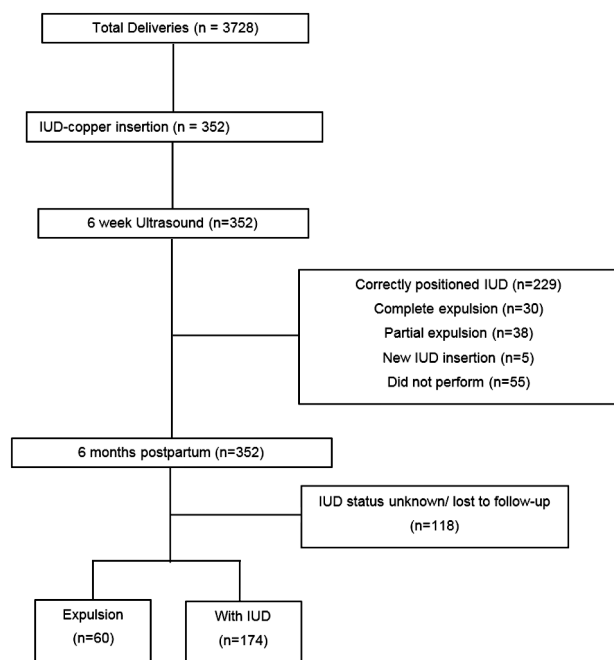 Total Deliveries (n = 3728)
IUD-copper insertion (n = 352)
6 week Ultrasound (n=352)
Correctly positioned IUD (n=229)
Complete expulsion (n=30)
Partial expulsion (n=38)
New IUD insertion (n=5)
Did not perform (n=55)
6 months postpartum (n=352)
IUD status unknown/ lost to follow-up
(n=118)
Expulsion
(n=60)
With IUD
(n=174)